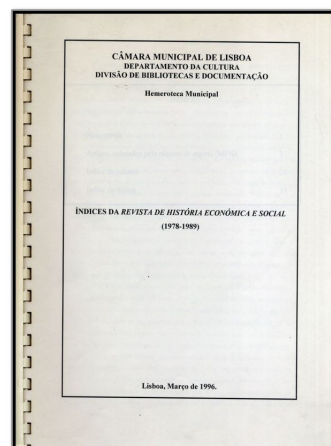 CÂMARA MUNICIPAL DE LISBOA
DEPARTAMENTO DA CULTURA
DIVISÃO DE BIBLIOTECAS E DOCUMENTAÇÃO
Hemeroteca Municipal
ÍNDICES DA REVISTA DE HISTÓRIA ECONÓMICA E SOCIAL
(1978-1989)
Lisboa, Março de 1996.